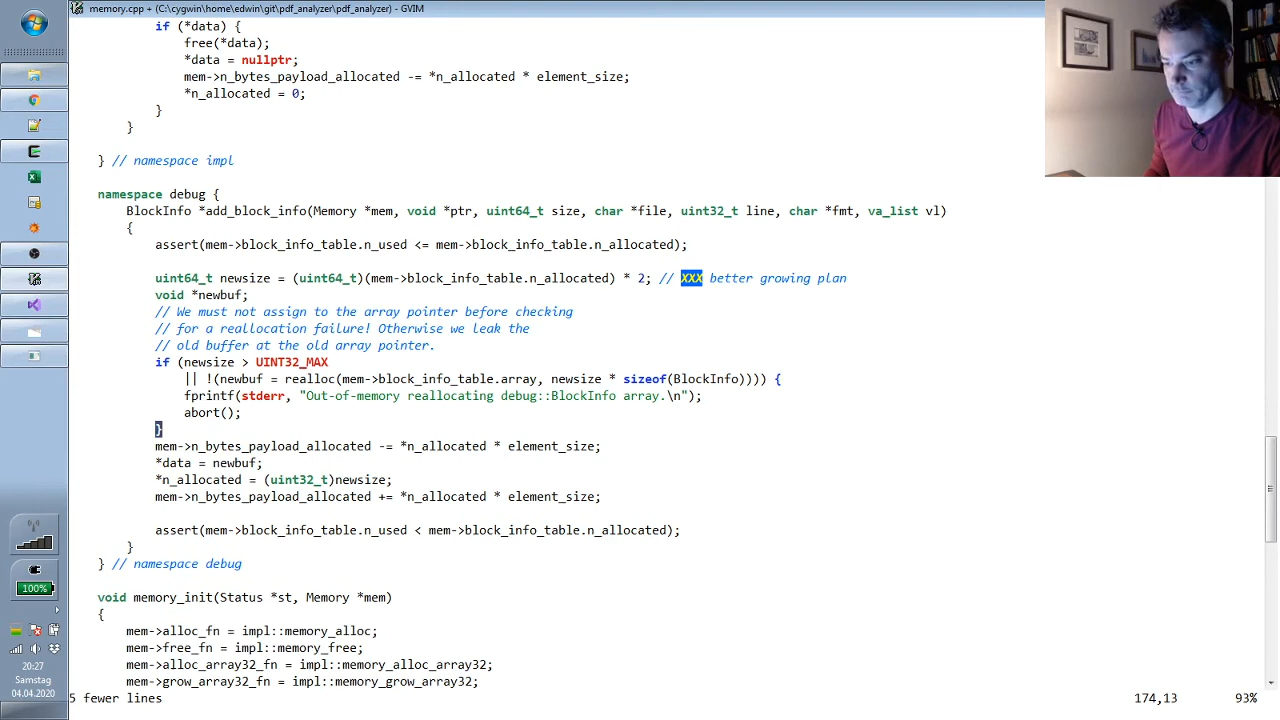 memory.cpp + (C:\cygwin\home\edwin\git\pdf_analyzer\pdf_analyzer) - GVIM
if (*data) {
free(*data);
*data = nullptr;
mem->n_bytes_payload_allocated -= *n_allocated * element_size;
*n_allocated = 0;
}
}
} // namespace impl
namespace debug {
BlockInfo *add_block_info(Memory *mem, void *ptr, uint64_t size, char *file, uint32_t line, char *fmt, va_list vl)
{
assert(mem->block_info_table.n_used <= mem->block_info_table.n_allocated);
uint64_t newsize = (uint64_t)(mem->block_info_table.n_allocated) * 2; // XXX better growing plan
void *newbuf;
// We must not assign to the array pointer before checking
// for a reallocation failure! Otherwise we leak the
// old buffer at the old array pointer.
if (newsize > UINT32_MAX
|| !(newbuf = realloc(mem->block_info_table.array, newsize * sizeof(BlockInfo)))) {
fprintf(stderr, "Out-of-memory reallocating debug::BlockInfo array.\n");
abort();
}
mem->n_bytes_payload_allocated -= *n_allocated * element_size;
*data = newbuf;
*n_allocated = (uint32_t)newsize;
mem->n_bytes_payload_allocated += *n_allocated * element_size;
assert(mem->block_info_table.n_used < mem->block_info_table.n_allocated);
}
} // namespace debug
void memory_init(Status *st, Memory *mem)
{
mem->alloc_fn = impl::memory_alloc;
mem->free_fn = impl::memory_free;
mem->alloc_array32_fn = impl::memory_alloc_array32;
mem->grow_array32_fn = impl::memory_grow_array32;
5 fewer lines
174,13
93%
100%
20:27
Samstag
04.04.2020